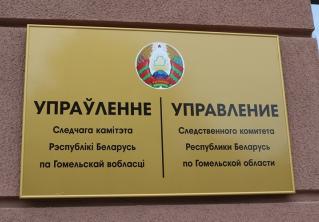 УПРАЎЛЕННЕ
Следчага камітэта
Рэспублікі Беларусь
па Гомельскай вобласці
УПРАВЛЕНИЕ
Следственного комитета
Республики Беларусь
по Гомельской области